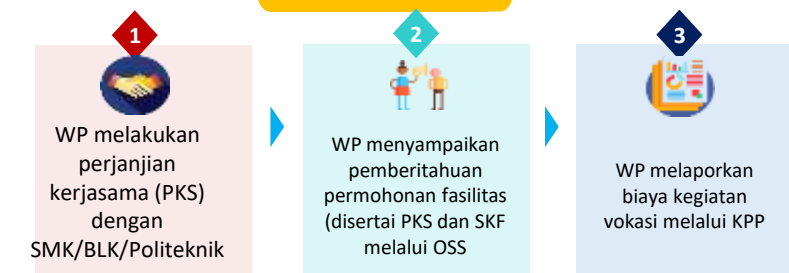 1
WP melakukan
perjanjian
kerjasama (PKS)
dengan
SMK/BLK/Politeknik
2
WP menyampaikan
pemberitahuan
permohonan fasilitas
(disertai PKS dan SKF
melalui OSS
3
WP melaporkan
biaya kegiatan
vokasi melalui KPP